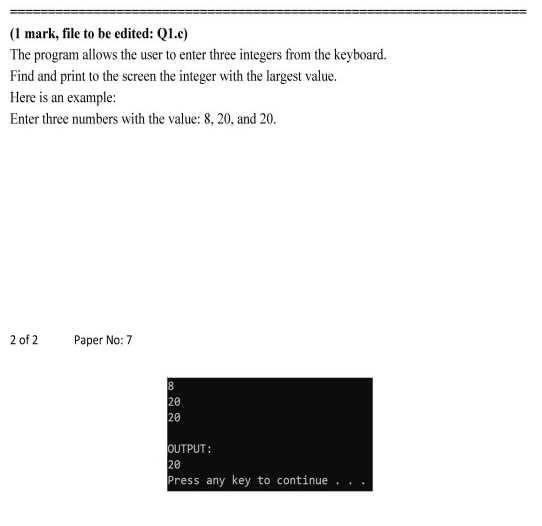 (1 mark, file to be edited: Q1.c)
The program allows the user to enter three integers from the keyboard.
Find and print to the screen the integer with the largest value.
Here is an example:
Enter three numbers with the value: 8, 20, and 20.
2 of 2 Paper No: 7
8
20
20
OUTPUT:
20
Press any key to continue . . .